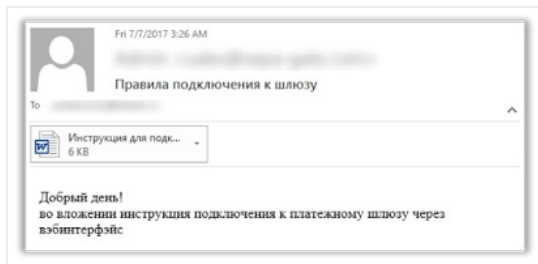 Fri 7/7/2017 3:26 AM
Правила подключения к шлюзу
To
Инструкция для подк...
6 KB
Добрый день!
во вложении инструкция подключения к платежному шлюзу через
вэбинтерфэйс